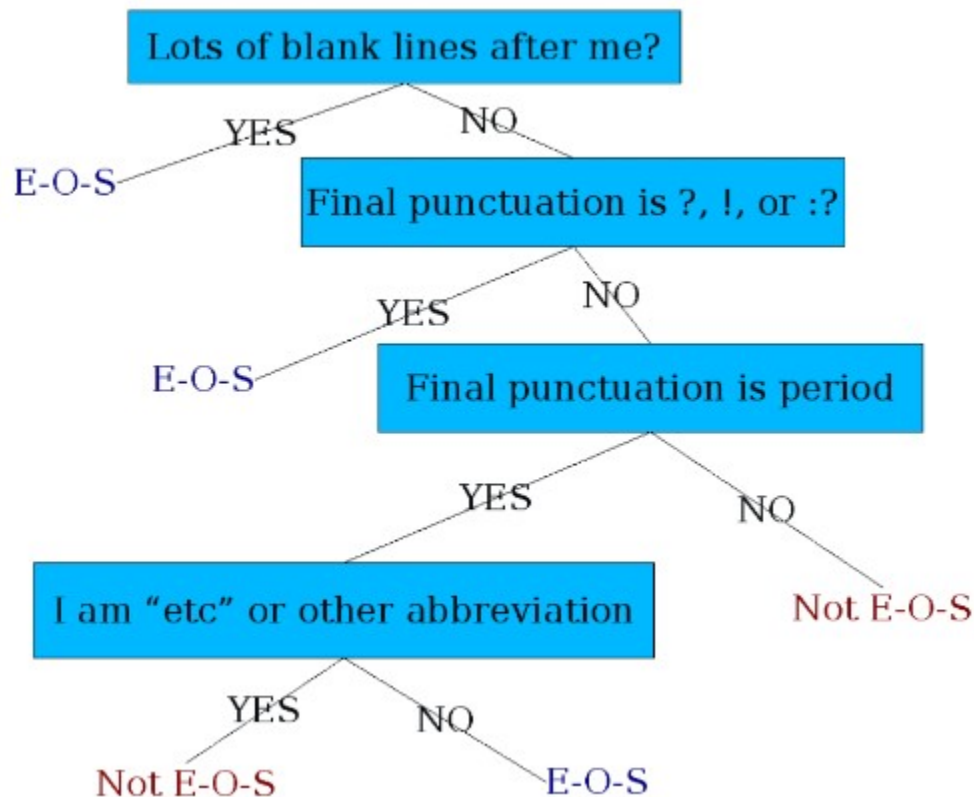 Lots of blank lines after me?
YES
NO
E-O-S
Final punctuation is ?, !, or :?
YES
NO
E-O-S
Final punctuation is period
YES
NO
I am “etc” or other abbreviation
Not E-O-S
YES
NO
Not E-O-S
E-O-S